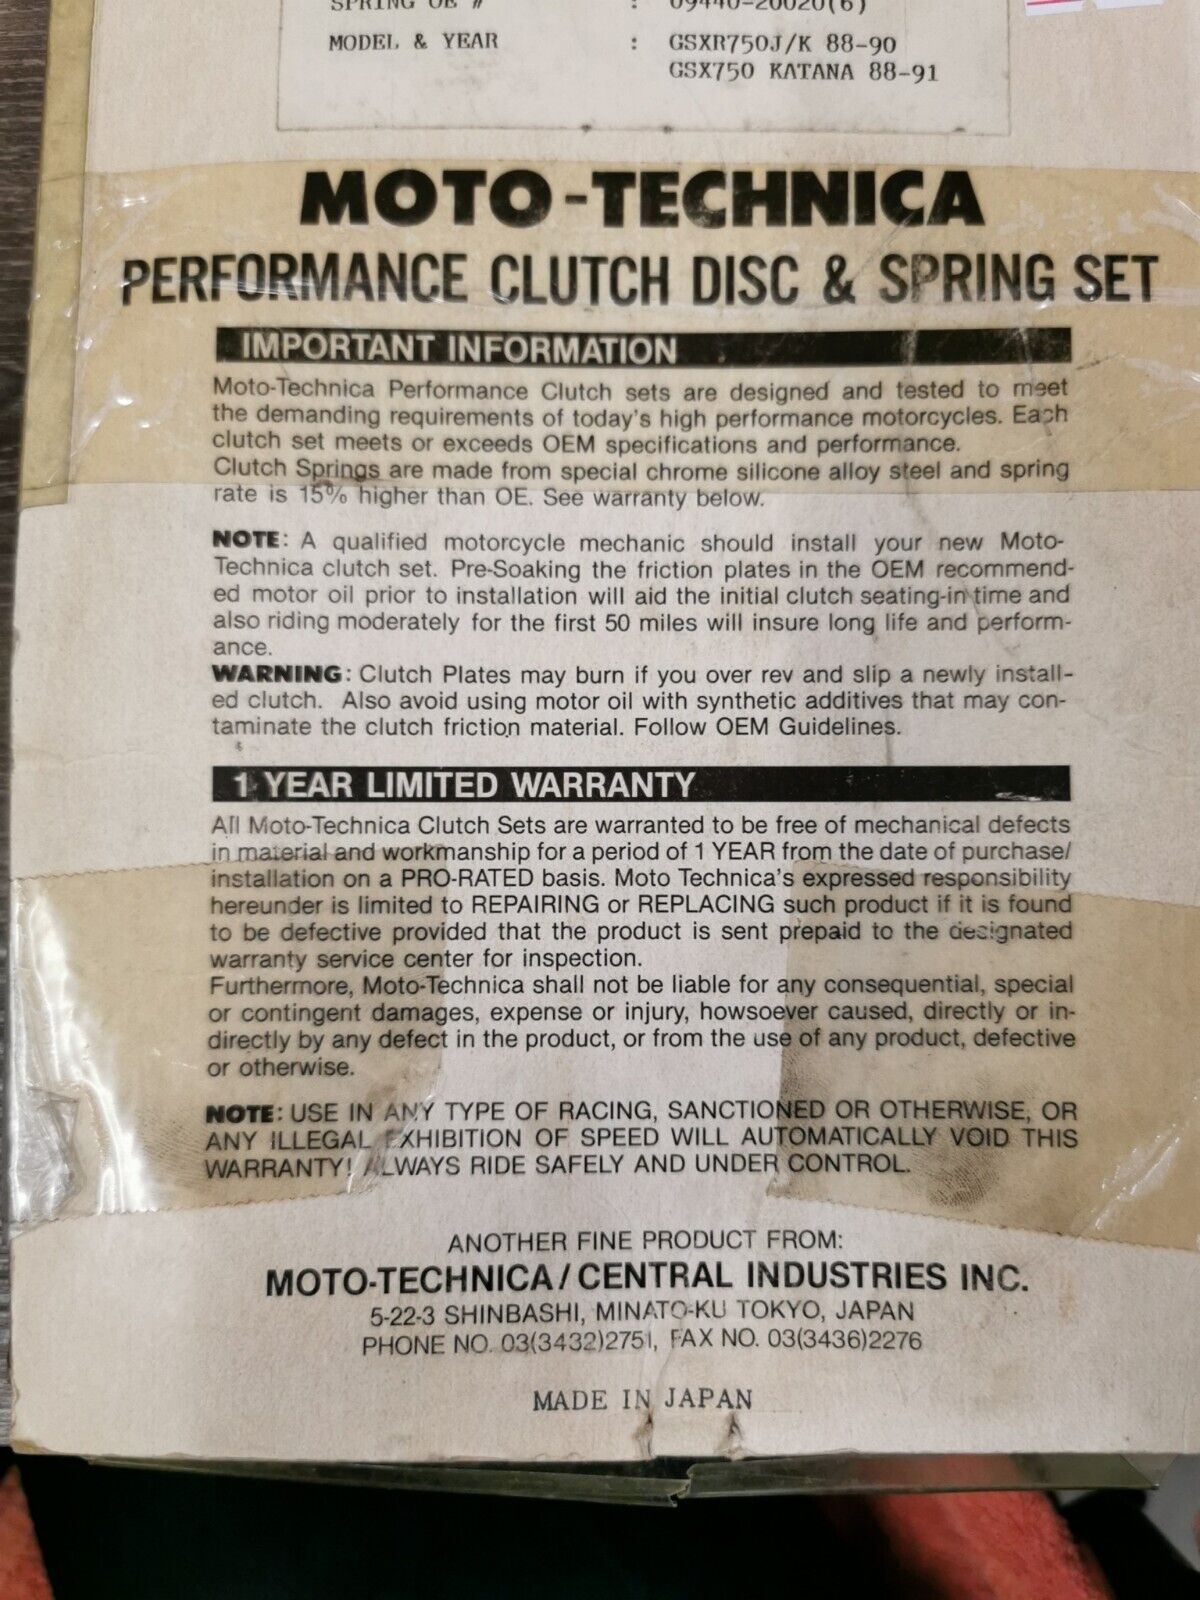 SPRING OE # : 09440-20020(6)
MODEL & YEAR : GSXR750J/K 88-90
GSX750 KATANA 88-91
MOTO-TECHNICA
PERFORMANCE CLUTCH DISC & SPRING SET
IMPORTANT INFORMATION
Moto-Technica Performance Clutch sets are designed and tested to meet
the demanding requirements of today's high performance motorcycles. Each
clutch set meets or exceeds OEM specifications and performance.
Clutch Springs are made from special chrome silicone alloy steel and spring
rate is 15% higher than OE. See warranty below.
NOTE: A qualified motorcycle mechanic should install your new Moto-
Technica clutch set. Pre-Soaking the friction plates in the OEM recommend-
ed motor oil prior to installation will aid the initial clutch seating-in time and
also riding moderately for the first 50 miles will insure long life and perform-
ance.
WARNING: Clutch Plates may burn if you over rev and slip a newly install-
ed clutch. Also avoid using motor oil with synthetic additives that may con-
taminate the clutch friction material. Follow OEM Guidelines.
1 YEAR LIMITED WARRANTY
All Moto-Technica Clutch Sets are warranted to be free of mechanical defects
in material and workmanship for a period of 1 YEAR from the date of purchase/
installation on a PRO-RATED basis. Moto Technica's expressed responsibility
hereunder is limited to REPAIRING or REPLACING such product if it is found
to be defective provided that the product is sent prepaid to the designated
warranty service center for inspection.
Furthermore, Moto-Technica shall not be liable for any consequential, special
or contingent damages, expense or injury, howsoever caused, directly or in-
directly by any defect in the product, or from the use of any product, defective
or otherwise.
NOTE: USE IN ANY TYPE OF RACING, SANCTIONED OR OTHERWISE, OR
ANY ILLEGAL EXHIBITION OF SPEED WILL AUTOMATICALLY VOID THIS
WARRANTY! ALWAYS RIDE SAFELY AND UNDER CONTROL.
ANOTHER FINE PRODUCT FROM:
MOTO-TECHNICA/CENTRAL INDUSTRIES INC.
5-22-3 SHINBASHI, MINATO-KU TOKYO, JAPAN
PHONE NO. 03(3432)2751, FAX NO. 03(3436)2276
MADE IN JAPAN